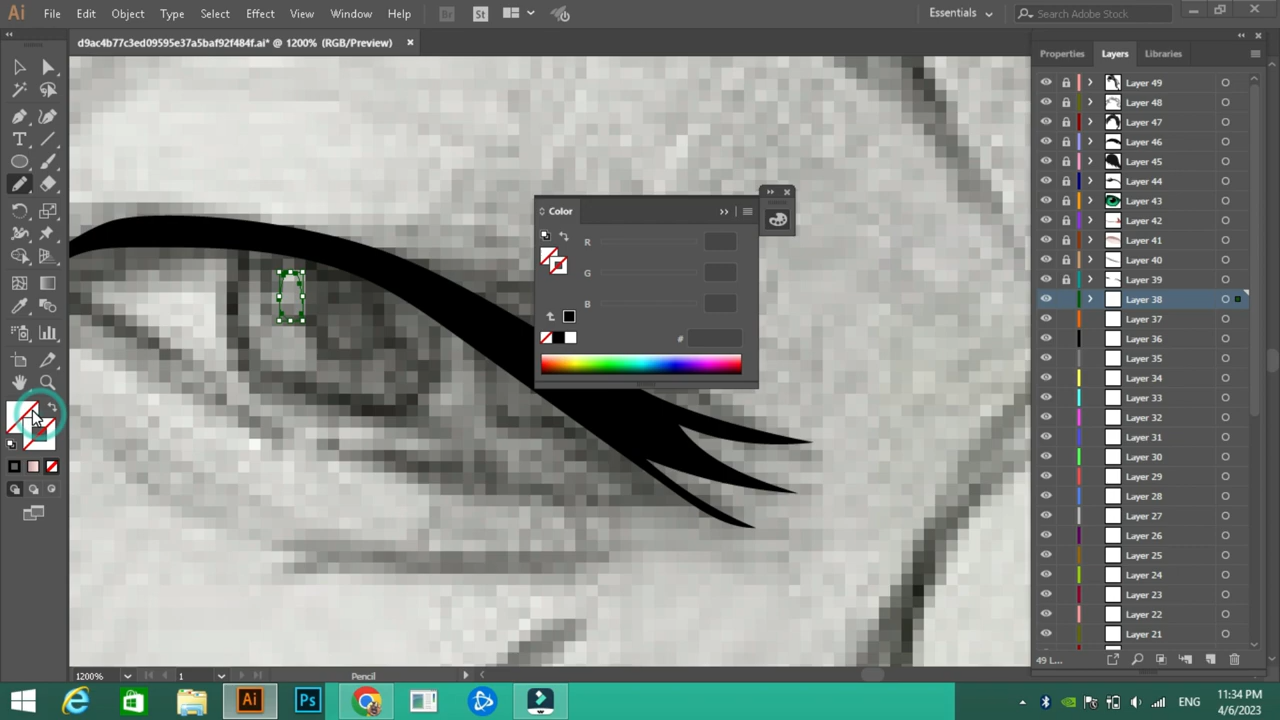 Ai File Edit Object Type Select Effect View Window Help Br St Essentials Search Adobe Stock
d9ac4b77c3ed09595e37a5baf92f484f.ai* @ 1200% (RGB/Preview)
Properties Layers Libraries
Layer 49
Layer 48
Layer 47
Layer 46
Layer 45
Layer 44
Layer 43
Layer 42
Layer 41
Layer 40
Layer 39
Layer 38
Layer 37
Layer 36
Layer 35
Layer 34
Layer 33
Layer 32
Layer 31
Layer 30
Layer 29
Layer 28
Layer 27
Layer 26
Layer 25
Layer 24
Layer 23
Layer 22
Layer 21
49 L...
Color
R
G
B
#
1200% 1 Pencil
Ai Ps ENG
11:34 PM
4/6/2023